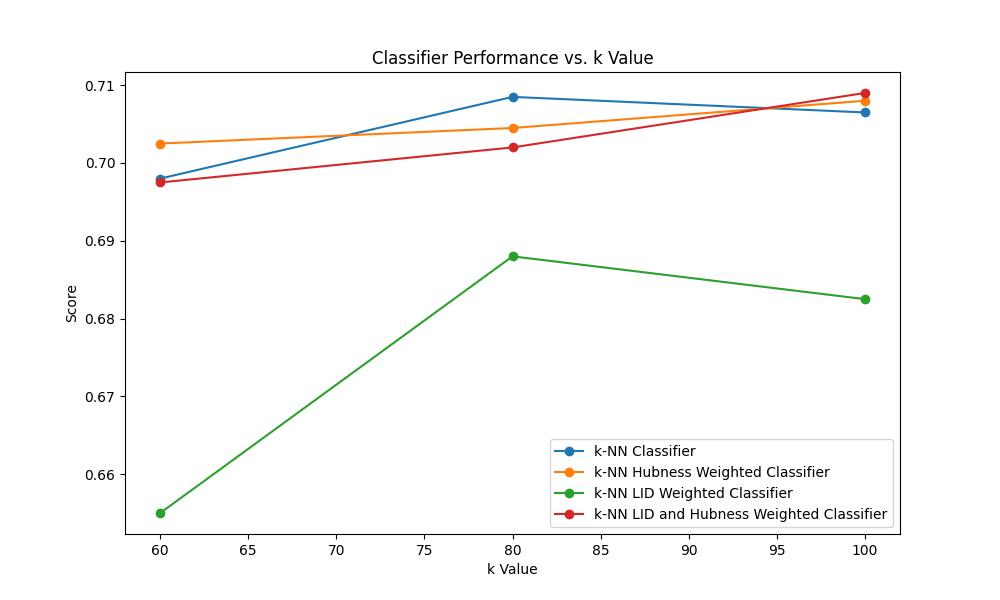 Classifier Performance vs. k Value
0.71
0.70
0.69
0.68
0.67
0.66
Score
60 65 70 75 80 85 90 95 100
k Value
k-NN Classifier
k-NN Hubness Weighted Classifier
k-NN LID Weighted Classifier
k-NN LID and Hubness Weighted Classifier